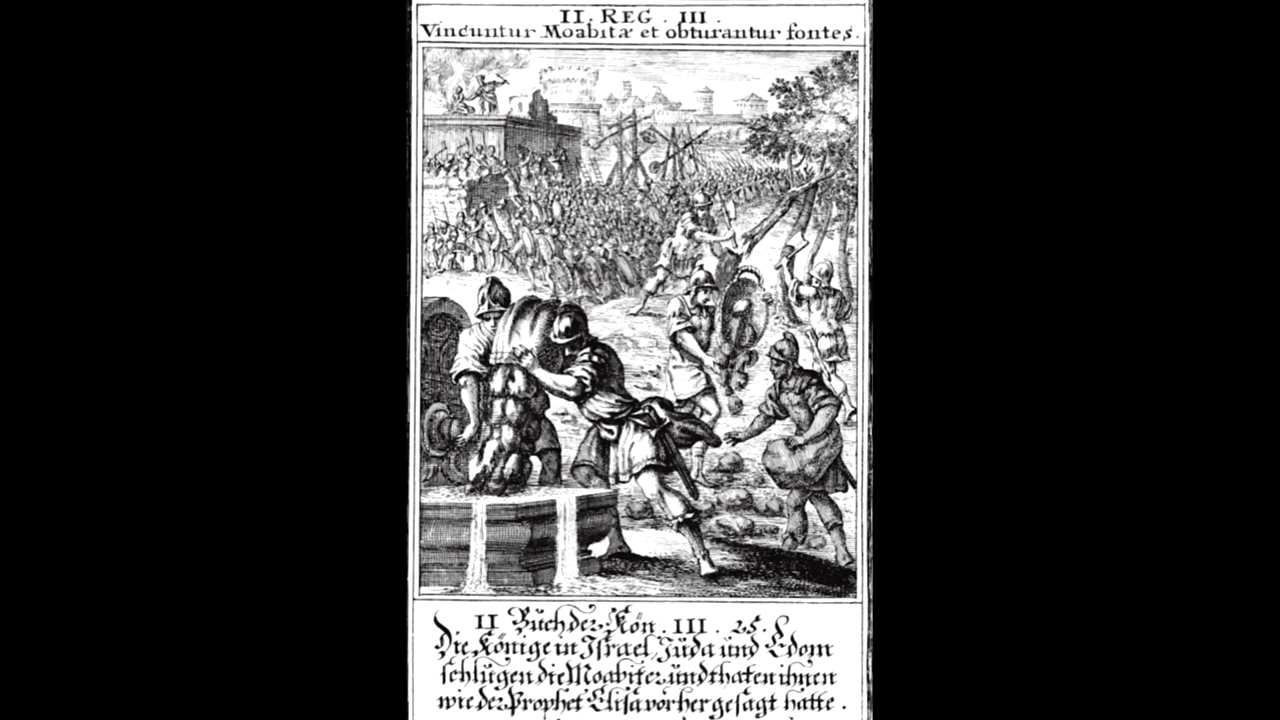 II. REG. III.
Vincuntur Moabitæ et obturantur fontes.
II Buch der Kön. III. 25.
Die Könige in Israel, Juda und Edom
schlugen die Moabiter und thaten ihnen
wie der Prophet Elisa vorher gesagt hatte.